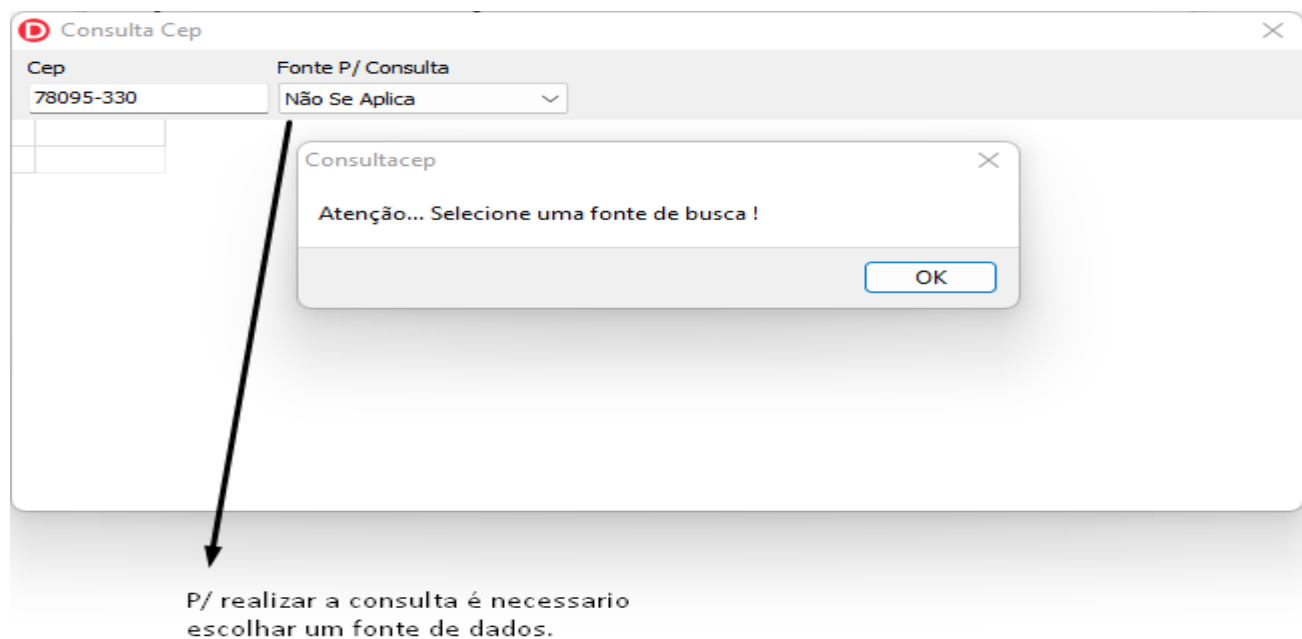 Consulta Cep
Cep Fonte P/ Consulta
78095-330 Não Se Aplica
Consultacep
Atenção... Selecione uma fonte de busca !
OK
P/ realizar a consulta é necessario
escolhar um fonte de dados.